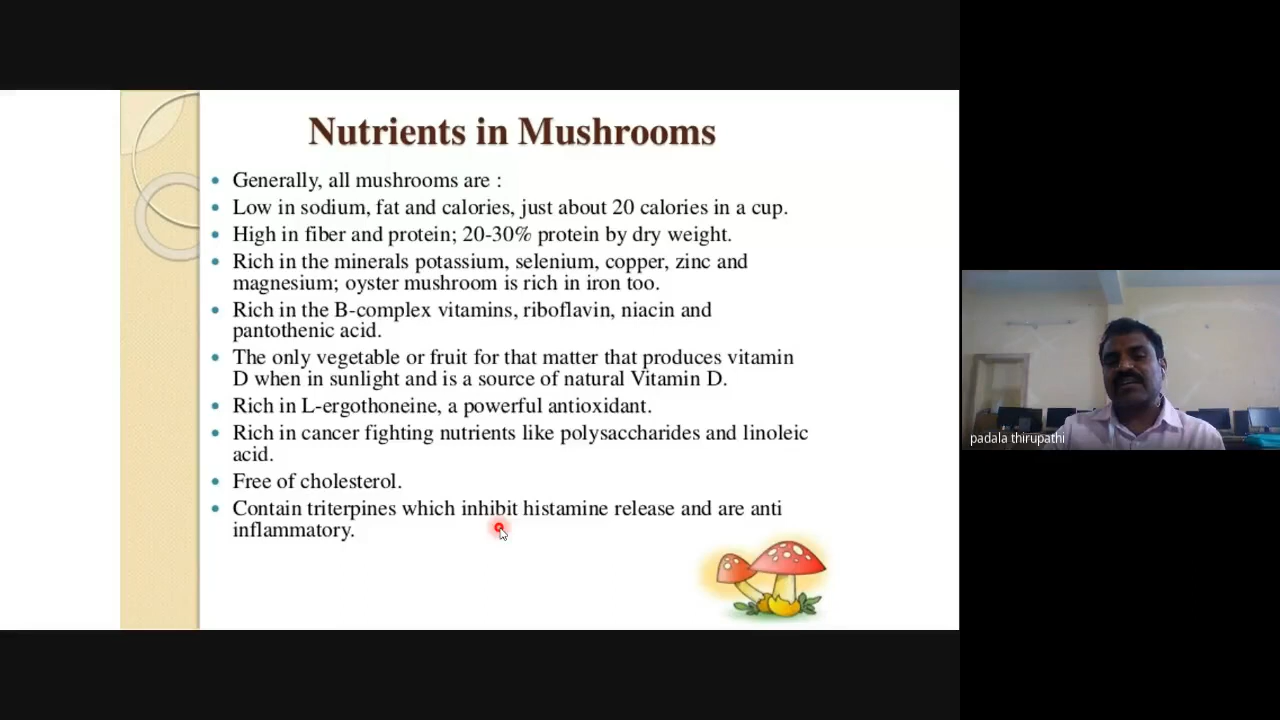 Nutrients in Mushrooms
Generally, all mushrooms are :
Low in sodium, fat and calories, just about 20 calories in a cup.
High in fiber and protein; 20-30% protein by dry weight.
Rich in the minerals potassium, selenium, copper, zinc and
magnesium; oyster mushroom is rich in iron too.
Rich in the B-complex vitamins, riboflavin, niacin and
pantothenic acid.
The only vegetable or fruit for that matter that produces vitamin
D when in sunlight and is a source of natural Vitamin D.
Rich in L-ergothoneine, a powerful antioxidant.
Rich in cancer fighting nutrients like polysaccharides and linoleic
acid.
Free of cholesterol.
Contain triterpines which inhibit histamine release and are anti
inflammatory.
padala thirupathi